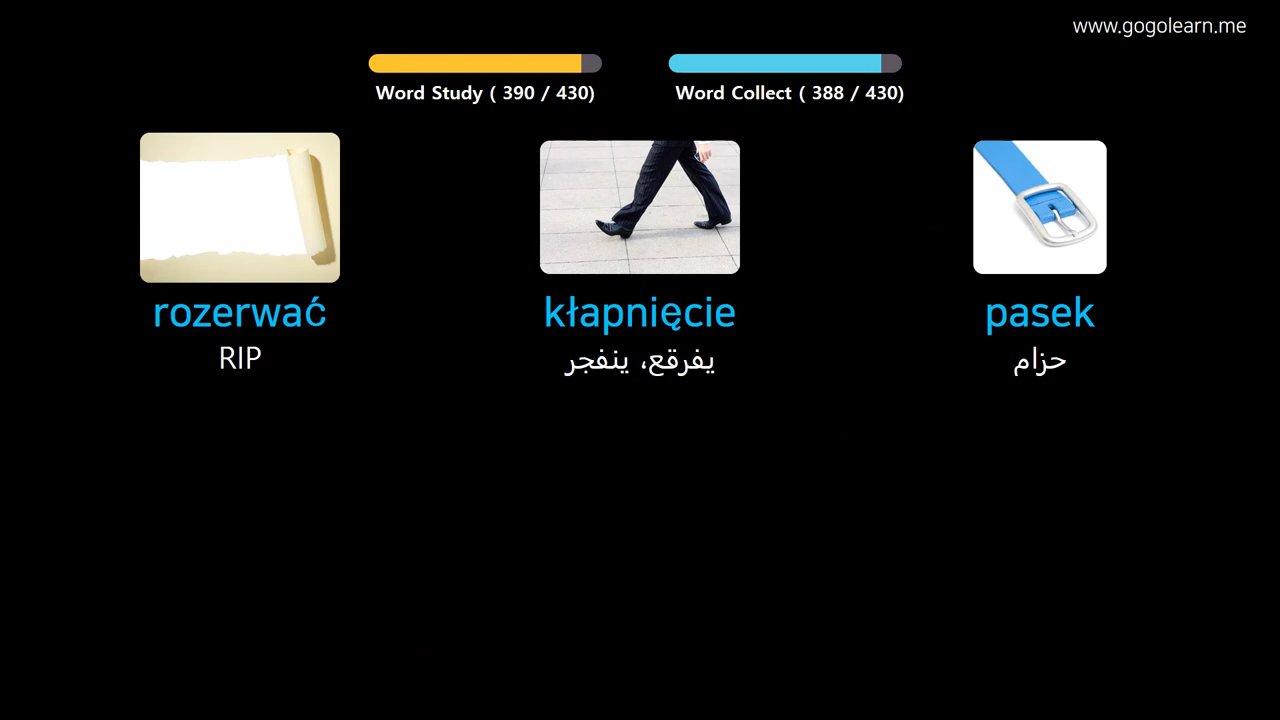 www.gogolearn.me
Word Study ( 390 / 430)
Word Collect ( 388 / 430)
rozerwać
kłapnięcie
pasek
RIP
يفرقع، ينفجر
حزام